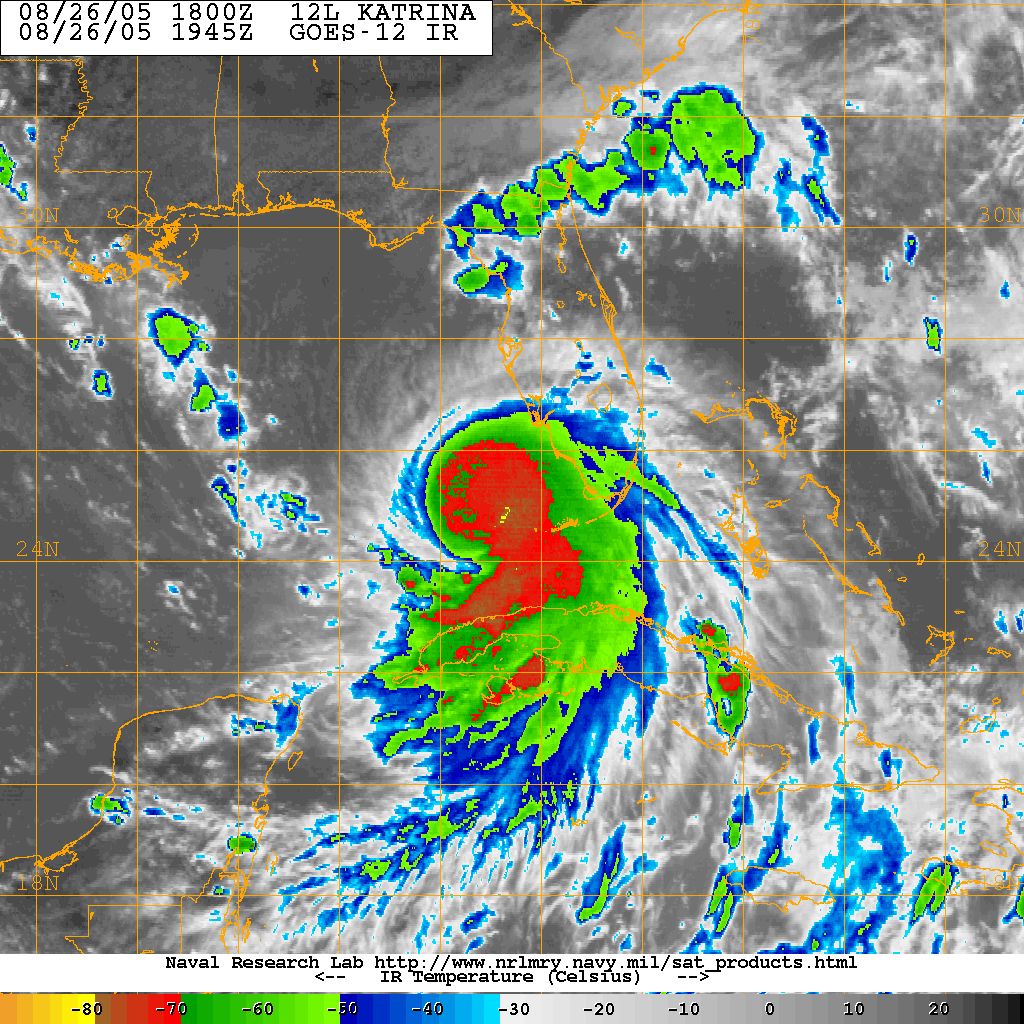 08/26/05 1800Z 12L KATRINA
08/26/05 1945Z GOES-12 IR
30N 30N
24N 24N
18N 18N
Naval Research Lab http://www.nrlmry.navy.mil/sat_products.html
<-- IR Temperature (Celsius) -->
-80 -70 -60 -50 -40 -30 -20 -10 0 10 20